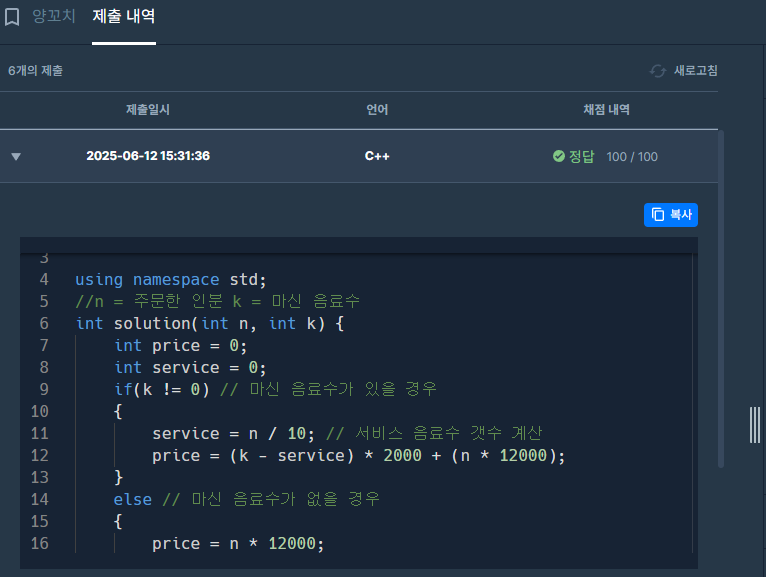 양꼬치 제출 내역
6개의 제출 새로고침
제출일시 언어 채점 내역
2025-06-12 15:31:36 C++ 정답 100 / 100
복사
3
4 using namespace std;
5 //n = 주문한 인분 k = 마신 음료수
6 int solution(int n, int k) {
7 int price = 0;
8 int service = 0;
9 if(k != 0) // 마신 음료수가 있을 경우
10 {
11 service = n / 10; // 서비스 음료수 갯수 계산
12 price = (k - service) * 2000 + (n * 12000);
13 }
14 else // 마신 음료수가 없을 경우
15 {
16 price = n * 12000;